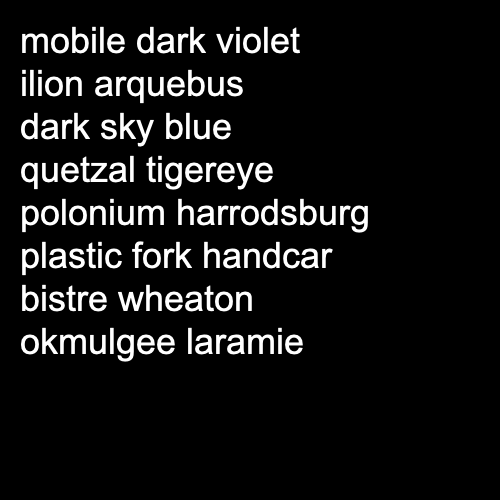 mobile dark violet
ilion arquebus
dark sky blue
quetzal tigereye
polonium harrodsburg
plastic fork handcar
bistre wheaton
okmulgee laramie